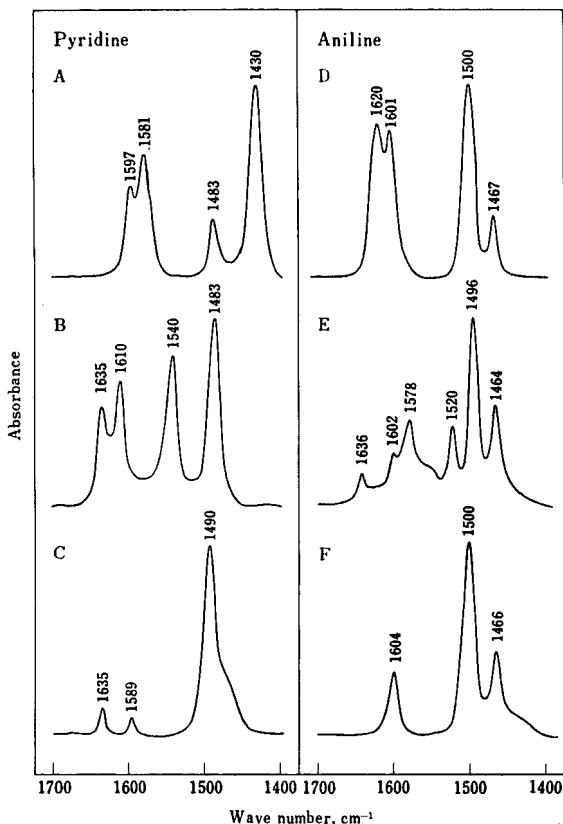 Pyridine
A
1597
1581
1483
1430
B
1635
1610
1540
1483
C
1635
1589
1490
Aniline
D
1620
1601
1500
1467
E
1636
1602
1578
1520
1496
1464
F
1604
1500
1466
Absorbance
1700 1600 1500 1400
1700 1600 1500 1400
Wave number, cm⁻¹